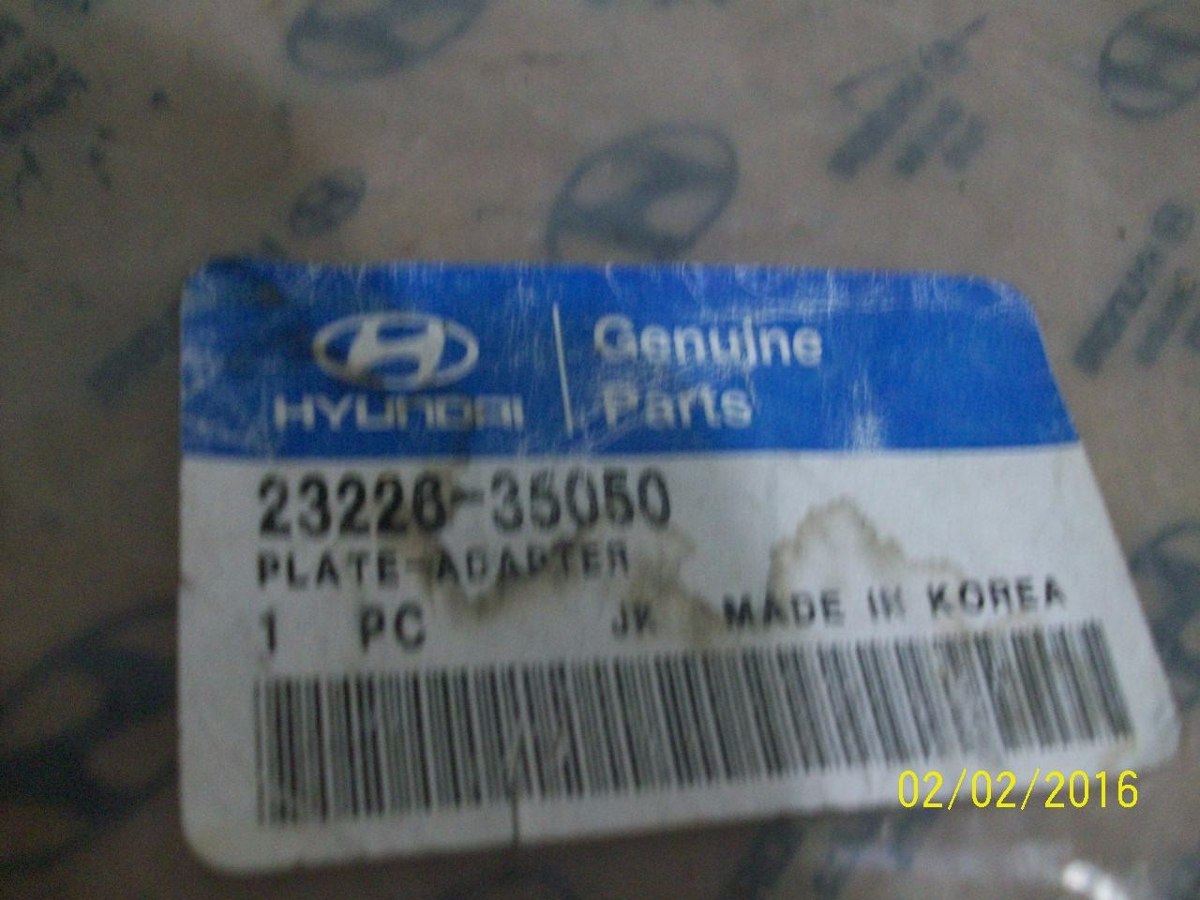 HYUNDAI
Genuine
Parts
23226-35050
PLATE-ADAPTER
1 PC JK MADE IN KOREA
02/02/2016